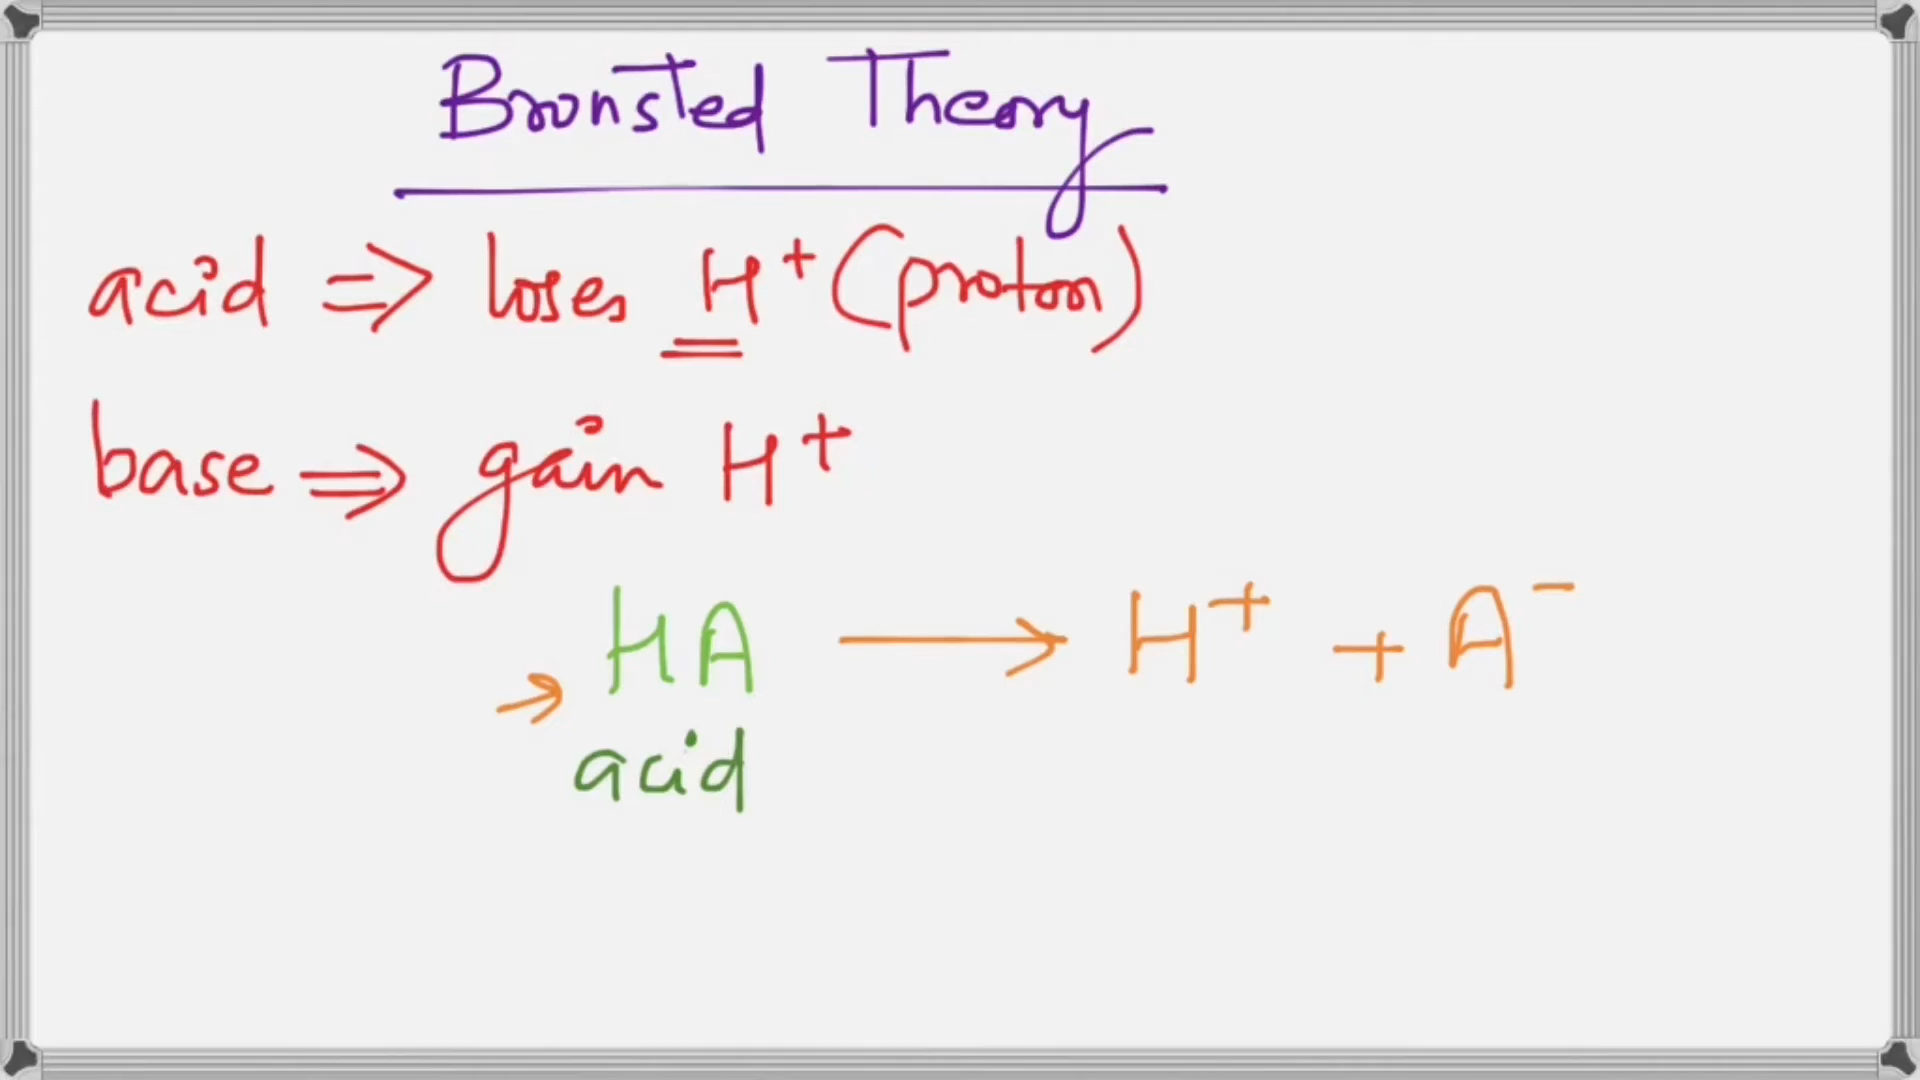 Bronsted Theory
acid ⇒ loses H⁺ (proton)
base ⇒ gain H⁺
→ HA ⟶ H⁺ + A⁻
acid